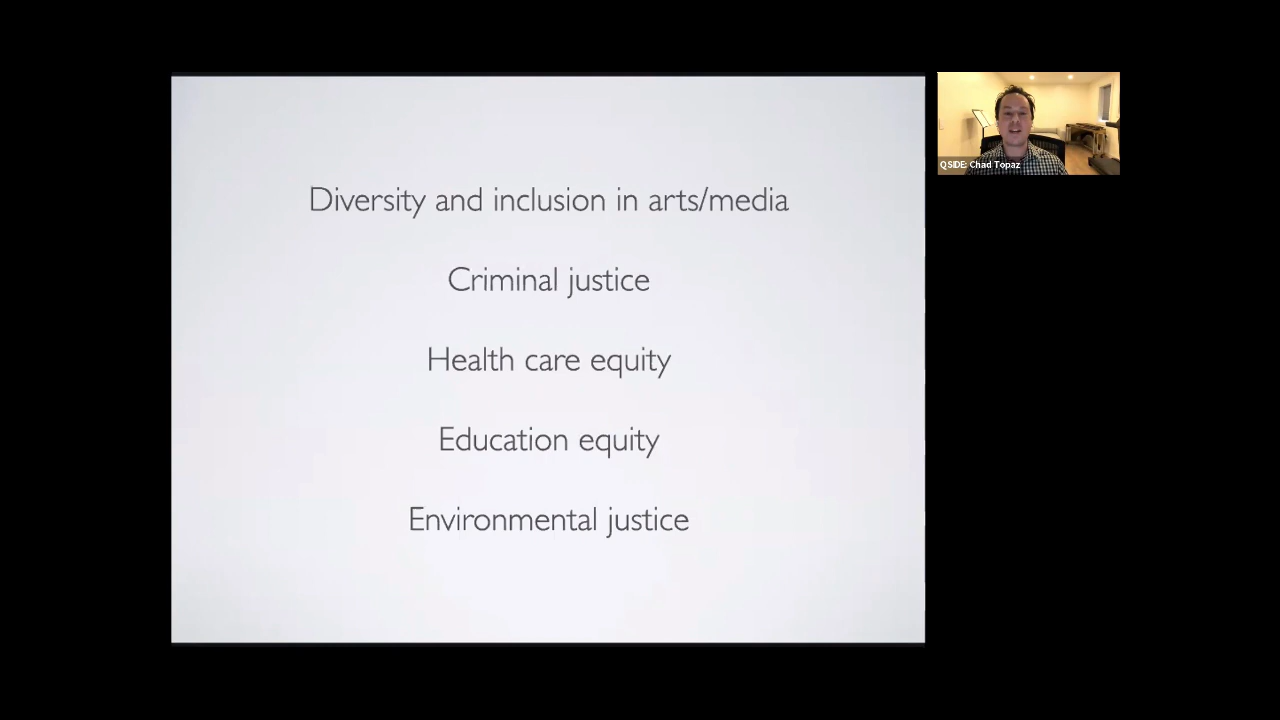 Diversity and inclusion in arts/media
Criminal justice
Health care equity
Education equity
Environmental justice
QSIDE: Chad Topaz